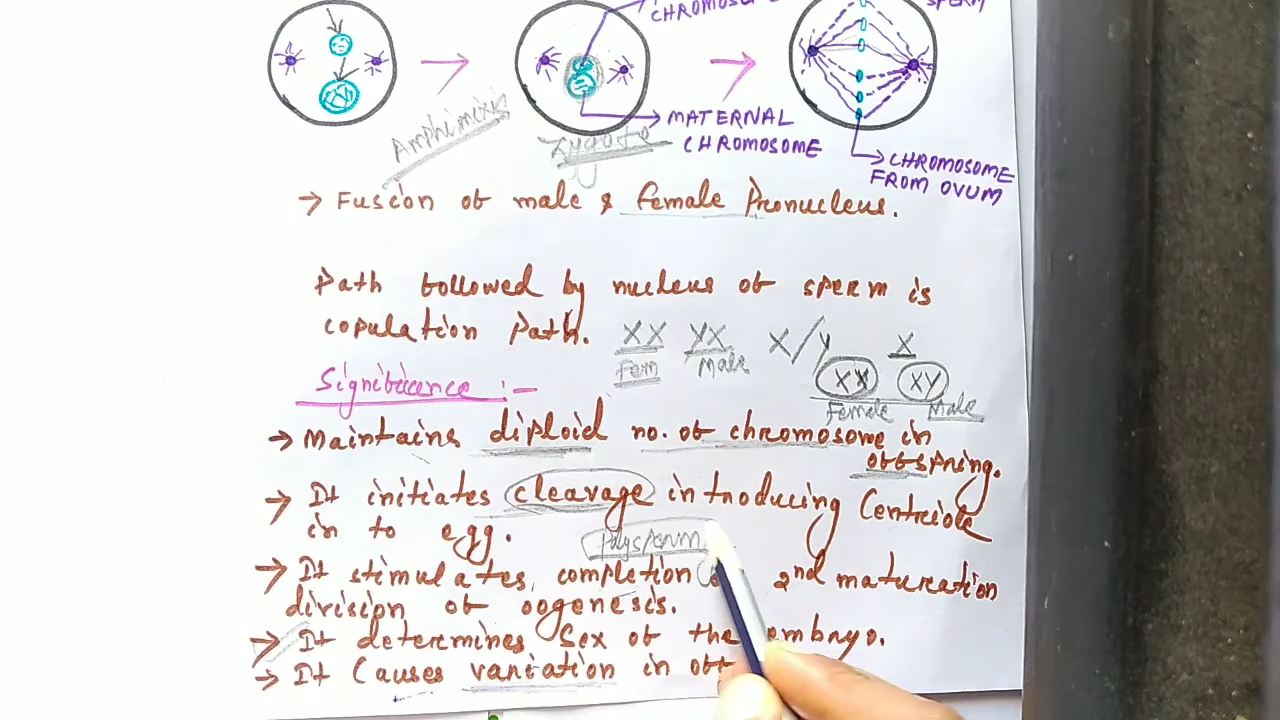 CHROMOSOME
SPERM
MATERNAL
CHROMOSOME
Amphimixis
Zygote
CHROMOSOME
FROM OVUM
→ Fusion of male & female Pronucleus.
Path followed by nucleus of sperm is
copulation Path.
XX YX X/Y X
Fem Male XX XY
Female Male
Significance :-
→ Maintains diploid no. of chromosome in
offspring.
→ It initiates cleavage introducing Centriole
in to egg.
Polysperm
→ It stimulates completion 2nd maturation
division of oogenesis.
→ It determines Sex of the embryo.
→ It Causes variation in off